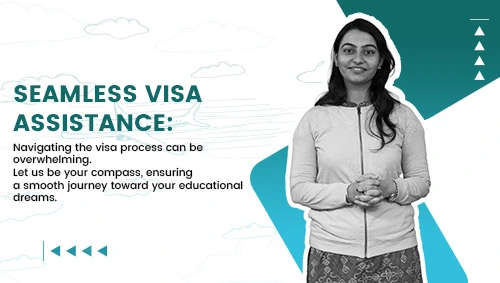 SEAMLESS VISA
ASSISTANCE:
Navigating the visa process can be
overwhelming.
Let us be your compass, ensuring
a smooth journey toward your educational
dreams.